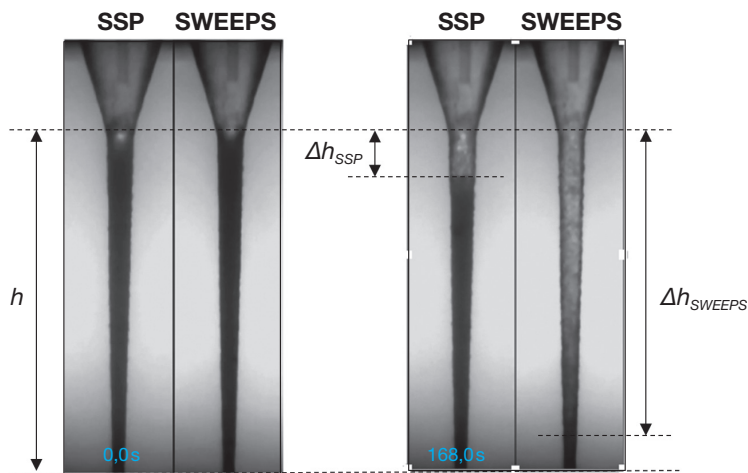 SSP SWEEPS SSP SWEEPS
Δh_SSP
h
Δh_SWEEPS
0,0s
168,0s